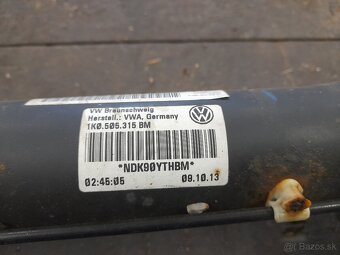 VW Braunschweig
Herstell.: VWA, Germany
1K0.505.315 BM
*NDK90YTHBM*
02:45:05 09.10.13
bazos.sk